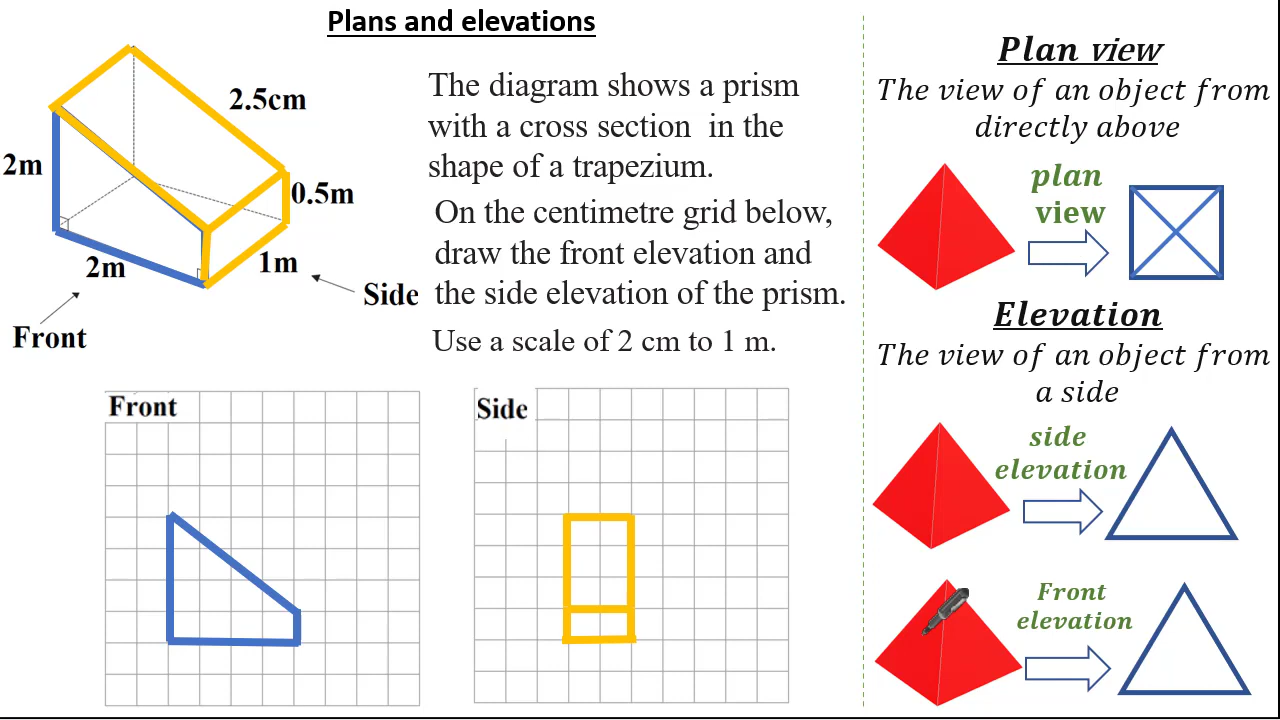 Plans and elevations
2.5cm
2m
0.5m
2m
1m
Side
Front
The diagram shows a prism
with a cross section in the
shape of a trapezium.
On the centimetre grid below,
draw the front elevation and
the side elevation of the prism.
Use a scale of 2 cm to 1 m.
Front
Side
Plan view
The view of an object from
directly above
plan
view
Elevation
The view of an object from
a side
side
elevation
Front
elevation